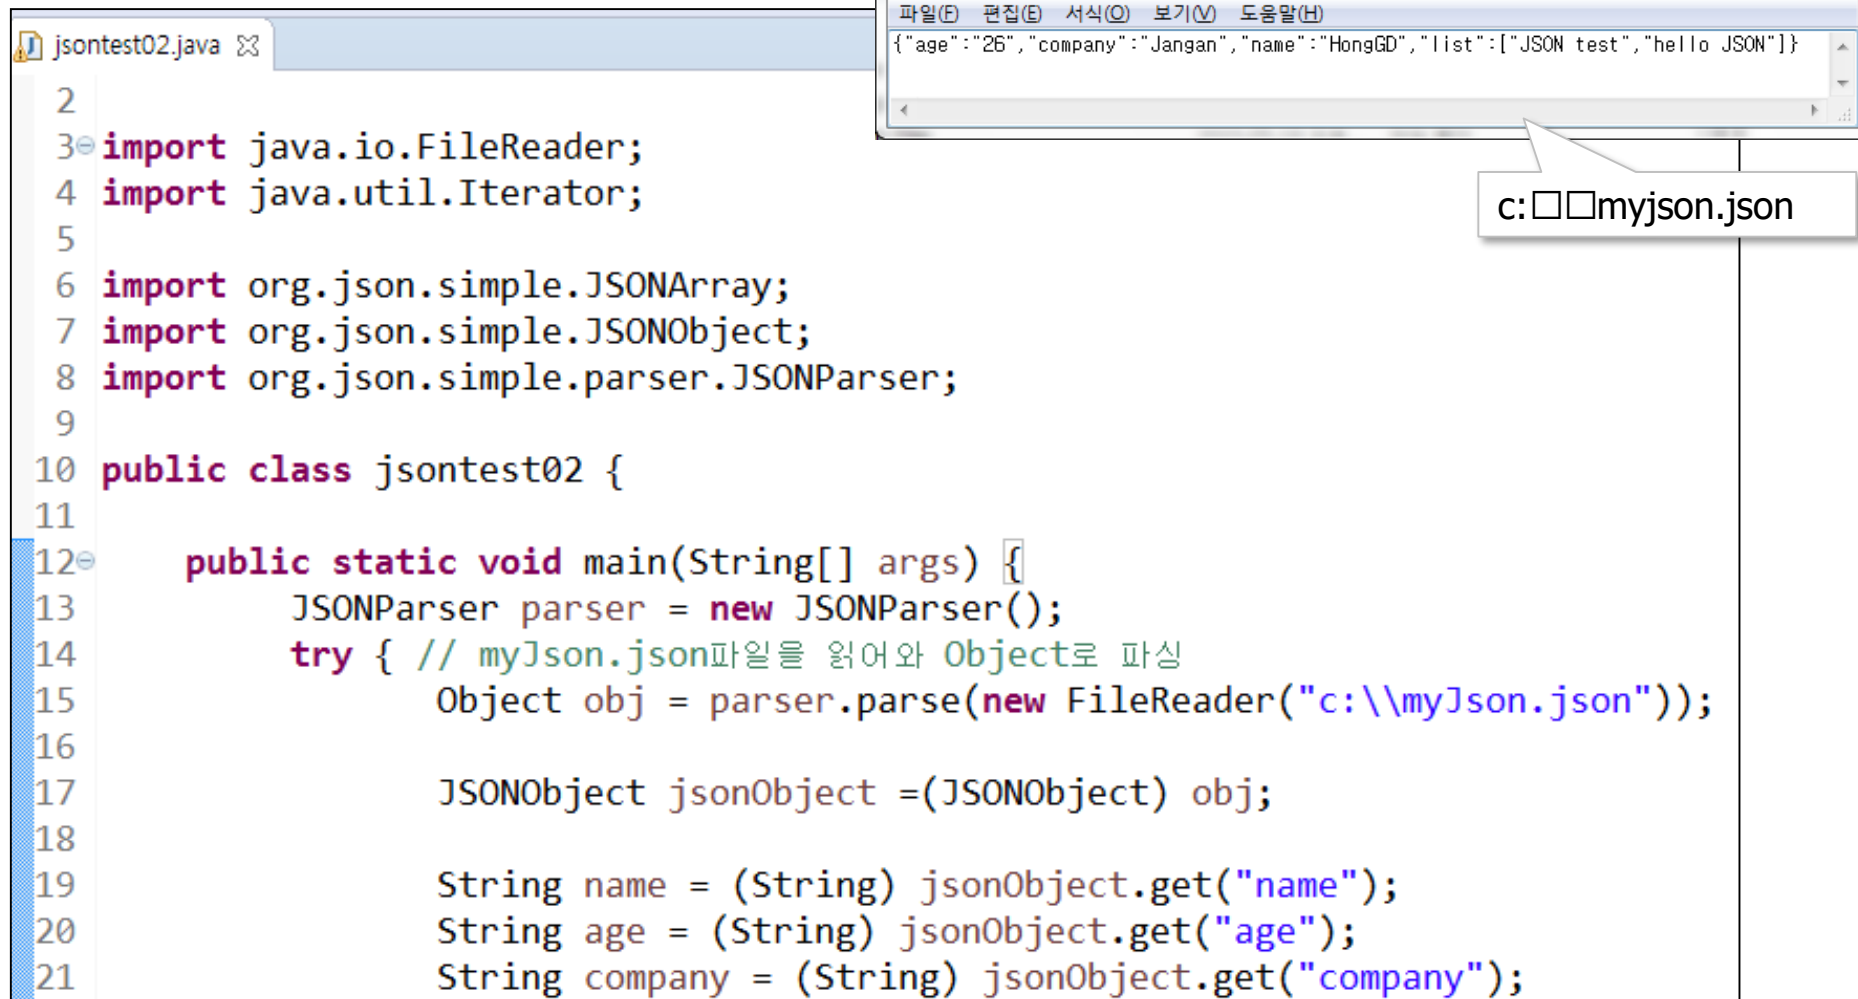 파일(F) 편집(E) 서식(O) 보기(V) 도움말(H)
{"age":"26","company":"Jangan","name":"HongGD","list":["JSON test","hello JSON"]}
c:□□myjson.json
jsontest02.java
2
3 import java.io.FileReader;
4 import java.util.Iterator;
5
6 import org.json.simple.JSONArray;
7 import org.json.simple.JSONObject;
8 import org.json.simple.parser.JSONParser;
9
10 public class jsontest02 {
11
12 public static void main(String[] args) {
13 JSONParser parser = new JSONParser();
14 try { // myJson.json파일을 읽어와 Object로 파싱
15 Object obj = parser.parse(new FileReader("c:\\myJson.json"));
16
17 JSONObject jsonObject =(JSONObject) obj;
18
19 String name = (String) jsonObject.get("name");
20 String age = (String) jsonObject.get("age");
21 String company = (String) jsonObject.get("company");